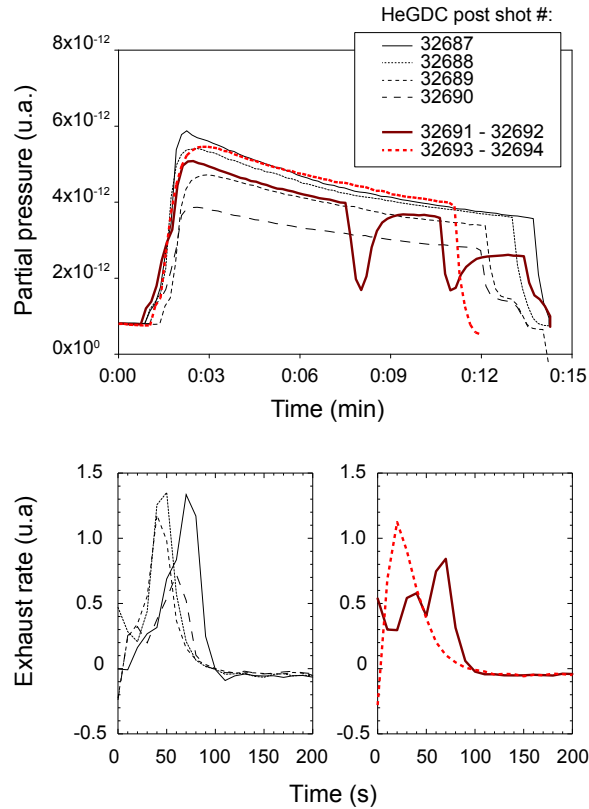 HeGDC post shot #:
32687
32688
32689
32690
32691 - 32692
32693 - 32694
Partial pressure (u.a.)
8x10-12
6x10-12
4x10-12
2x10-12
0x10⁰
0:00 0:03 0:06 0:09 0:12 0:15
Time (min)
Exhaust rate (u.a)
1.5 1.5
1.0 1.0
0.5 0.5
0 0
-0.5 -0.5
0 50 100 150 200 0 50 100 150 200
Time (s)